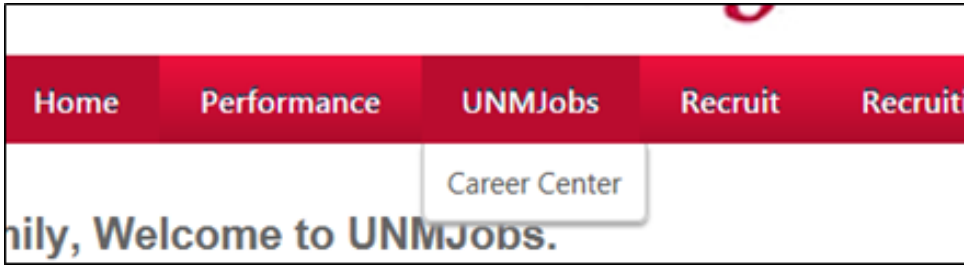 Home Performance UNMJobs Recruit
Career Center
Welcome to UNMJobs.